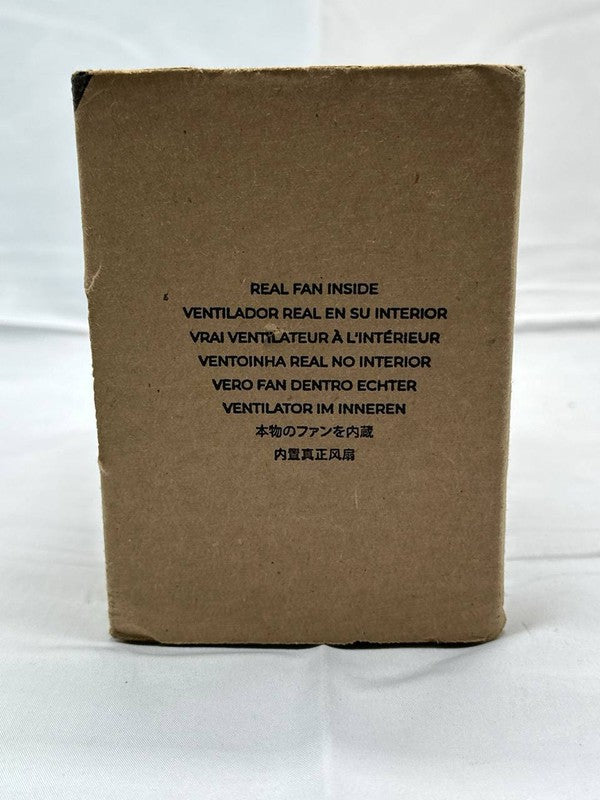 REAL FAN INSIDE
VENTILADOR REAL EN SU INTERIOR
VRAI VENTILATEUR À L'INTÉRIEUR
VENTOINHA REAL NO INTERIOR
VERO FAN DENTRO ECHTER
VENTILATOR IM INNEREN
本物のファンを内蔵
内置真正风扇